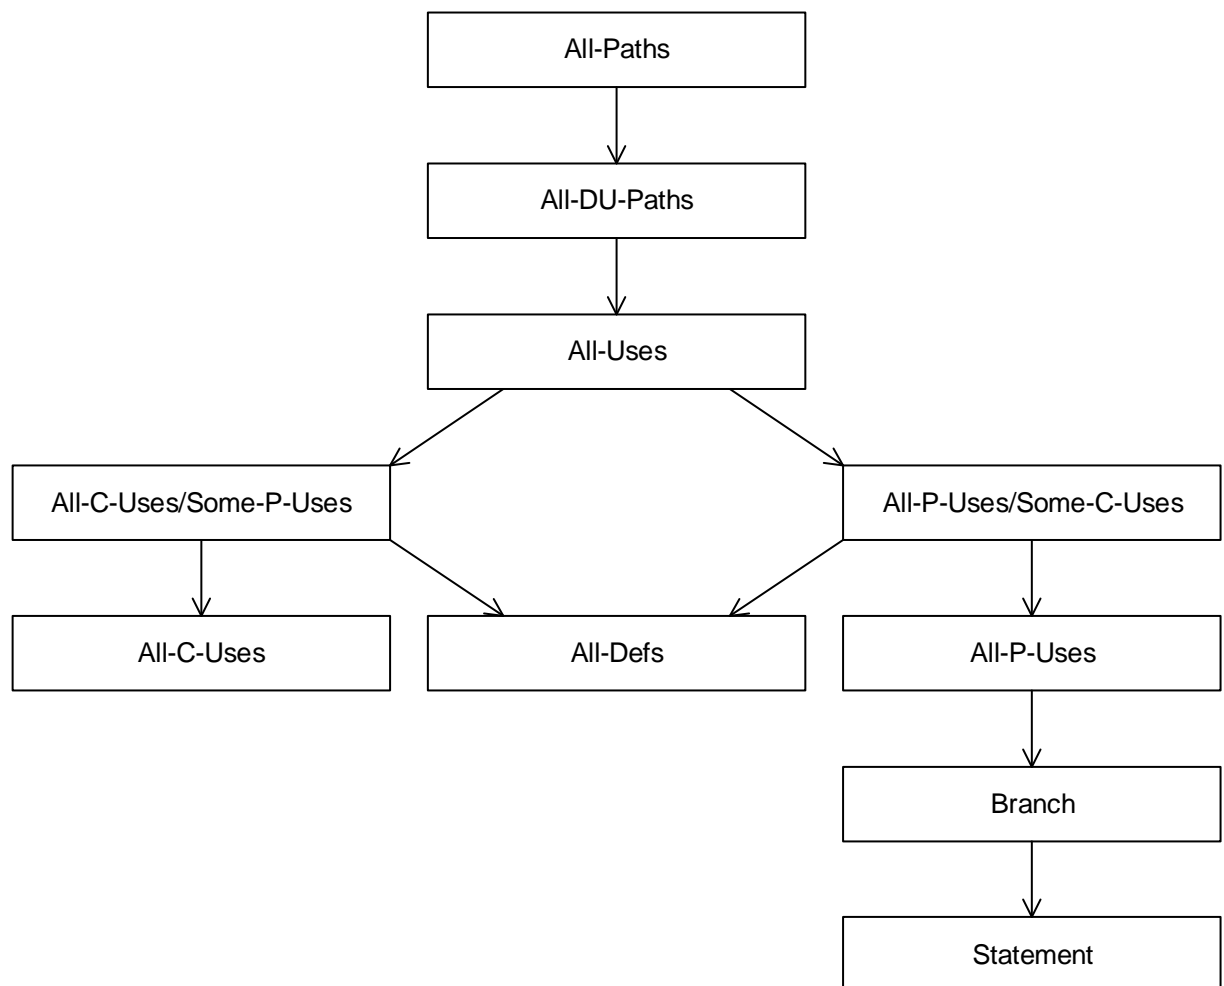 All-Paths
All-DU-Paths
All-Uses
All-C-Uses/Some-P-Uses
All-P-Uses/Some-C-Uses
All-C-Uses
All-Defs
All-P-Uses
Branch
Statement